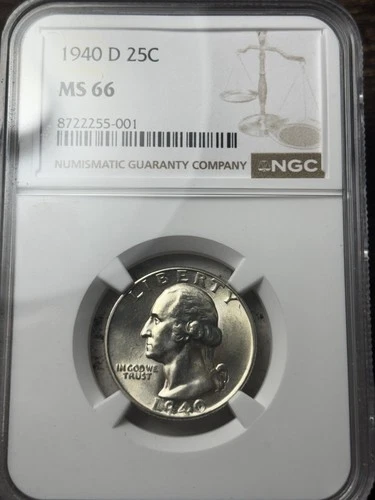 1940 D 25C
MS 66
8722255-001
NUMISMATIC GUARANTY COMPANY
NGC
LIBERTY
IN GOD WE
TRUST
1940